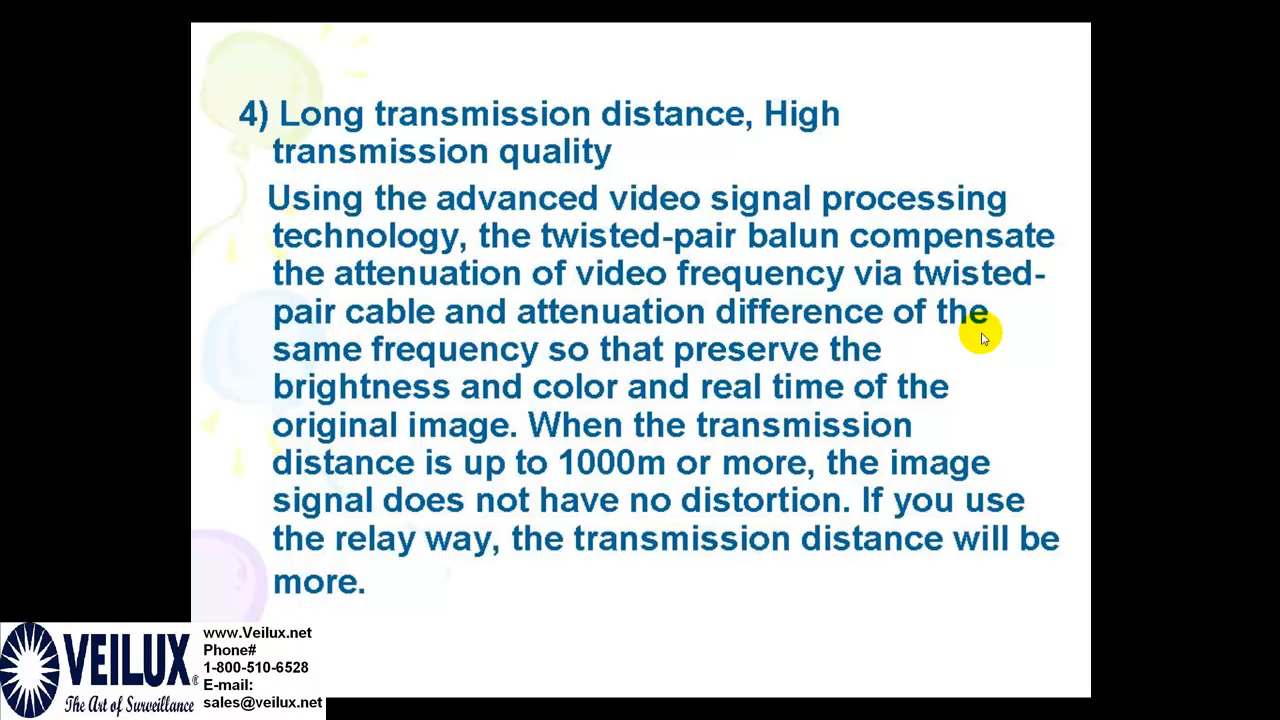 4) Long transmission distance, High
transmission quality
Using the advanced video signal processing
technology, the twisted-pair balun compensate
the attenuation of video frequency via twisted-
pair cable and attenuation difference of the
same frequency so that preserve the
brightness and color and real time of the
original image. When the transmission
distance is up to 1000m or more, the image
signal does not have no distortion. If you use
the relay way, the transmission distance will be
more.
VEILUX®
The Art of Surveillance
www.Veilux.net
Phone#
1-800-510-6528
E-mail:
sales@veilux.net